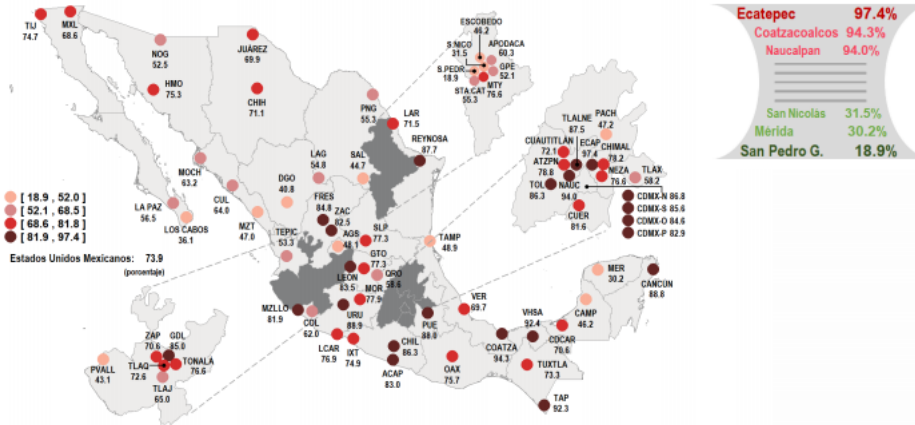 TIJ
74.7
MXL
68.6
NOG
52.5
JUÁREZ
69.9
HMO
75.3
CHIH
71.1
ESCOBEDO
46.2
S.NICO
31.5
APODACA
60.3
S.PEDR
18.9
GPE
52.1
STA.CAT
55.3
MTY
76.6
PNG
55.3
LAR
71.5
REYNOSA
87.7
LAG
54.8
SAL
44.7
MOCH
63.2
DGO
40.8
CUL
64.0
LA PAZ
56.5
LOS CABOS
36.1
MZT
47.0
FRES
84.8
ZAC
82.5
TEPIC
53.3
AGS
48.1
SLP
77.3
GTO
77.3
TAMP
48.9
LEON
83.5
QRO
58.6
MOR
77.9
MZLLO
81.9
COL
62.0
URU
88.9
PUE
88.0
VER
69.7
LCAR
76.9
IXT
74.9
CHIL
86.3
ACAP
83.0
OAX
75.7
COATZA
94.3
VHSA
92.4
CDCAR
70.6
TUXTLA
73.3
TAP
92.3
MER
30.2
CANCÚN
88.8
CAMP
46.2
[ 18.9 , 52.0 ]
[ 52.1 , 68.5 ]
[ 68.6 , 81.8 ]
[ 81.9 , 97.4 ]
Estados Unidos Mexicanos: 73.9
(porcentaje)
ZAP
70.6
GDL
85.0
PVALL
43.1
TLAQ
72.6
TONALA
76.6
TLAJ
65.0
PACH
47.2
TLALNE
87.5
CUAUTITLÁN
72.1
ECAP
97.4
CHIMAL
78.2
ATZPN
78.8
NEZA
76.6
TLAX
58.2
TOL
86.3
NAUC
94.0
CUER
81.6
CDMX-N 86.8
CDMX-S 85.6
CDMX-O 84.6
CDMX-P 82.9
Ecatepec 97.4%
Coatzacoalcos 94.3%
Naucalpan 94.0%
San Nicolás 31.5%
Mérida 30.2%
San Pedro G. 18.9%